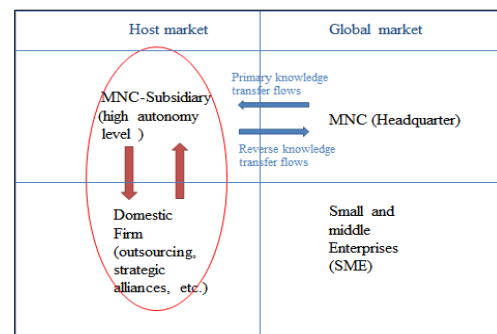 Host market
Global market
Primary knowledge
transfer flows
MNC-Subsidiary
(high autonomy
level )
MNC (Headquarter)
Reverse knowledge
transfer flows
Domestic
Firm
(outsourcing,
strategic
alliances, etc.)
Small and
middle
Enterprises
(SME)